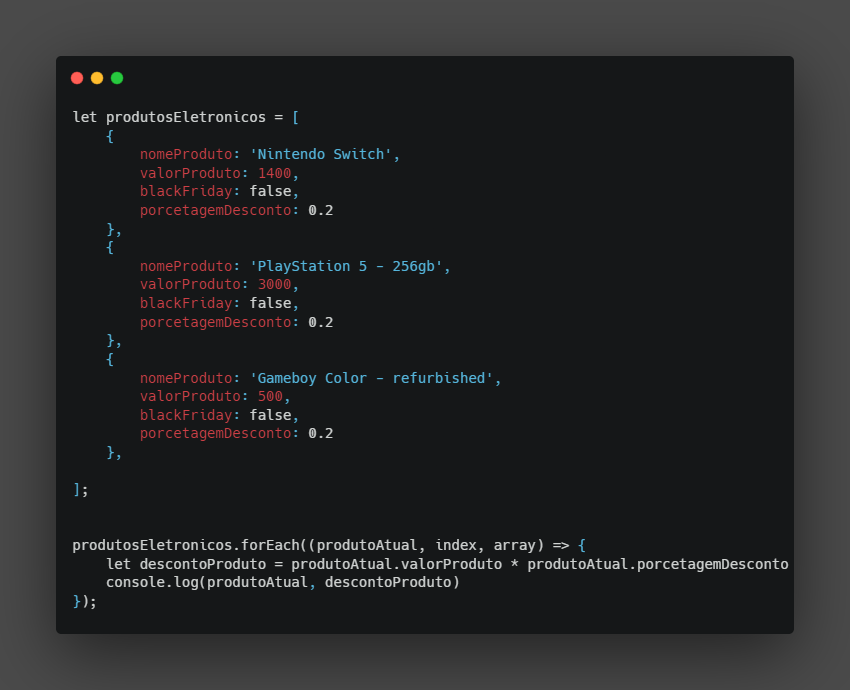 let produtosEletronicos = [
    {
        nomeProduto: 'Nintendo Switch',
        valorProduto: 1400,
        blackFriday: false,
        porcetagemDesconto: 0.2
    },
    {
        nomeProduto: 'PlayStation 5 - 256gb',
        valorProduto: 3000,
        blackFriday: false,
        porcetagemDesconto: 0.2
    },
    {
        nomeProduto: 'Gameboy Color - refurbished',
        valorProduto: 500,
        blackFriday: false,
        porcetagemDesconto: 0.2
    },
];
produtosEletronicos.forEach((produtoAtual, index, array) => {
    let descontoProduto = produtoAtual.valorProduto * produtoAtual.porcetagemDesconto
    console.log(produtoAtual, descontoProduto)
});